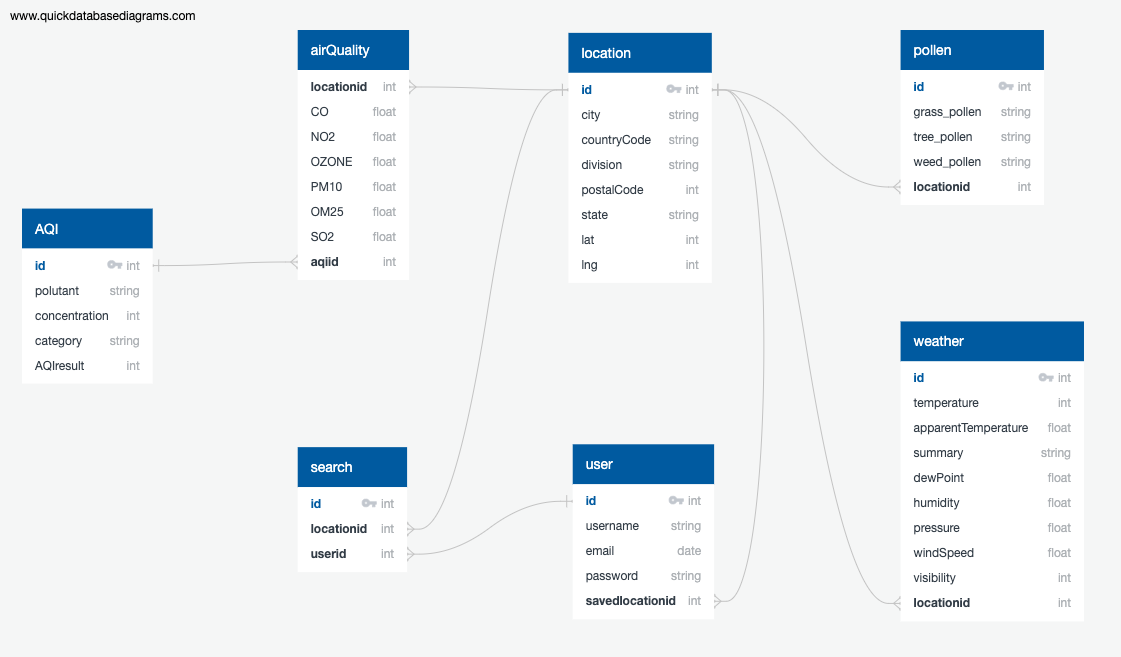 www.quickdatabasediagrams.com
airQuality
locationid int
CO float
NO2 float
OZONE float
PM10 float
OM25 float
SO2 float
aqiid int
location
id int
city string
countryCode string
division string
postalCode int
state string
lat int
lng int
pollen
id int
grass_pollen string
tree_pollen string
weed_pollen string
locationid int
AQI
id int
polutant string
concentration int
category string
AQIresult int
weather
id int
temperature int
apparentTemperature float
summary string
dewPoint float
humidity float
pressure float
windSpeed float
visibility int
locationid int
search
id int
locationid int
userid int
user
id int
username string
email date
password string
savedlocationid int